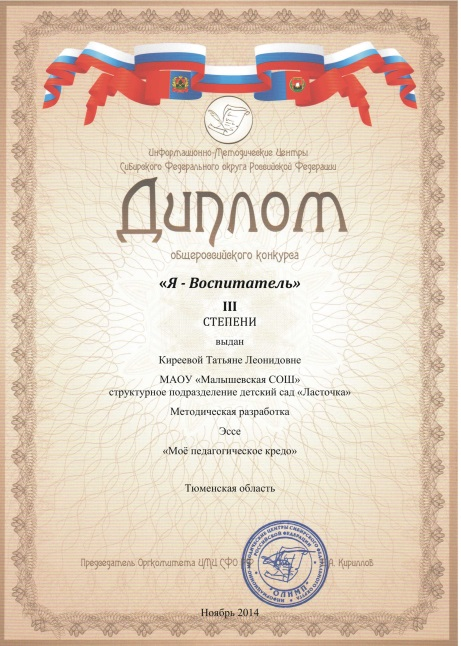 Информационно-Методические Центры
Сибирского Федерального округа Российской Федерации
Диплом
общероссийского конкурса
«Я - Воспитатель»
III
СТЕПЕНИ
выдан
Киреевой Татьяне Леонидовне
МАОУ «Малышевская СОШ»
структурное подразделение детский сад «Ласточка»
Методическая разработка
Эссе
«Моё педагогическое кредо»
Тюменская область
Председатель Оргкомитета ИМЦ СФО
А. Кириллов
ОЛИМП
Ноябрь 2014